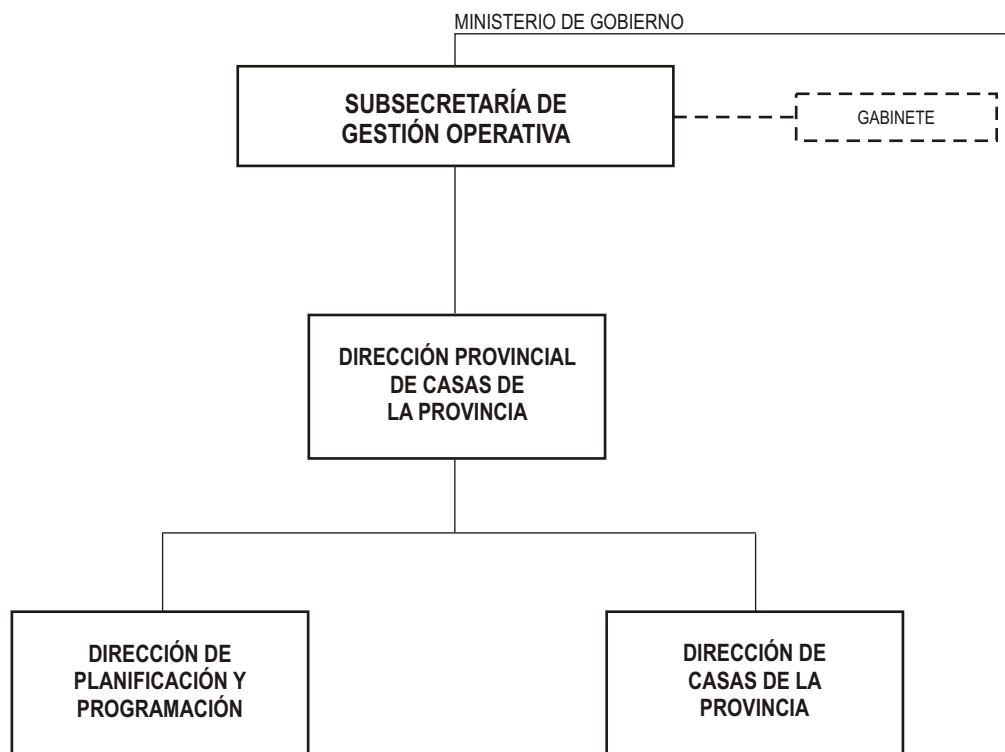 MINISTERIO DE GOBIERNO
SUBSECRETARÍA DE
GESTIÓN OPERATIVA
GABINETE
DIRECCIÓN PROVINCIAL
DE CASAS DE
LA PROVINCIA
DIRECCIÓN DE
PLANIFICACIÓN Y
PROGRAMACIÓN
DIRECCIÓN DE
CASAS DE LA
PROVINCIA